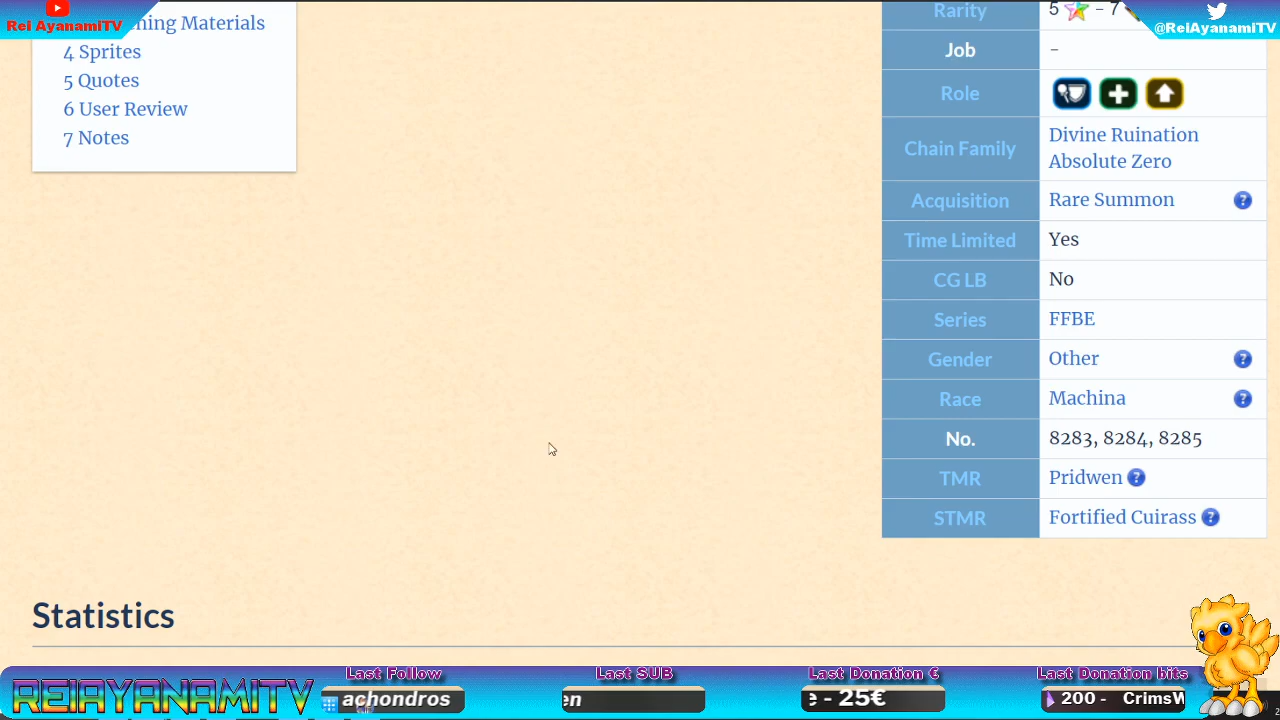 Rei AyanamiTV
ning Materials
4 Sprites
5 Quotes
6 User Review
7 Notes
Rarity 5 - 7
@ReiAyanamiTV
Job -
Role
Chain Family Divine Ruination
Absolute Zero
Acquisition Rare Summon ?
Time Limited Yes
CG LB No
Series FFBE
Gender Other ?
Race Machina ?
No. 8283, 8284, 8285
TMR Pridwen ?
STMR Fortified Cuirass ?
Statistics
REIAYANAMITV
Last Follow
achondros
Last SUB
en
Last Donation €
e - 25€
Last Donation bits
200 - CrimsW